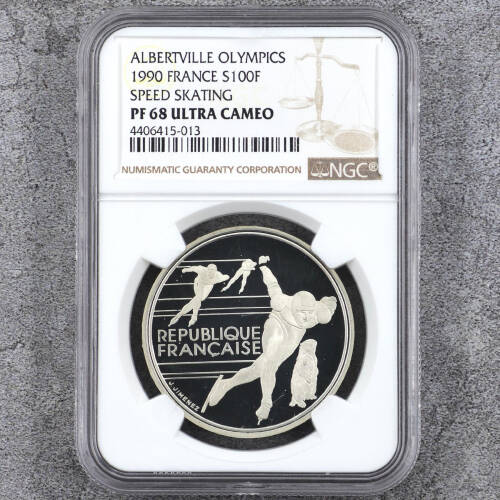 ALBERTVILLE OLYMPICS
1990 FRANCE S100F
SPEED SKATING
PF 68 ULTRA CAMEO
4406415-013
NUMISMATIC GUARANTY CORPORATION
NGC®
REPUBLIQUE
FRANÇAISE
J. JIMENEZ